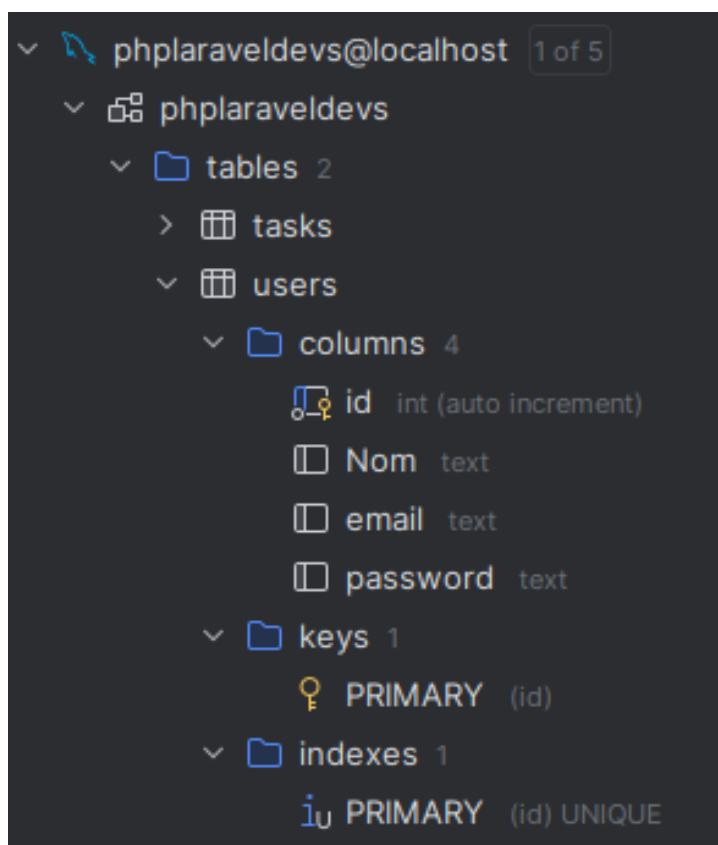 phplaraveldevs@localhost 1 of 5
phplaraveldevs
tables 2
tasks
users
columns 4
id int (auto increment)
Nom text
email text
password text
keys 1
PRIMARY (id)
indexes 1
iU PRIMARY (id) UNIQUE